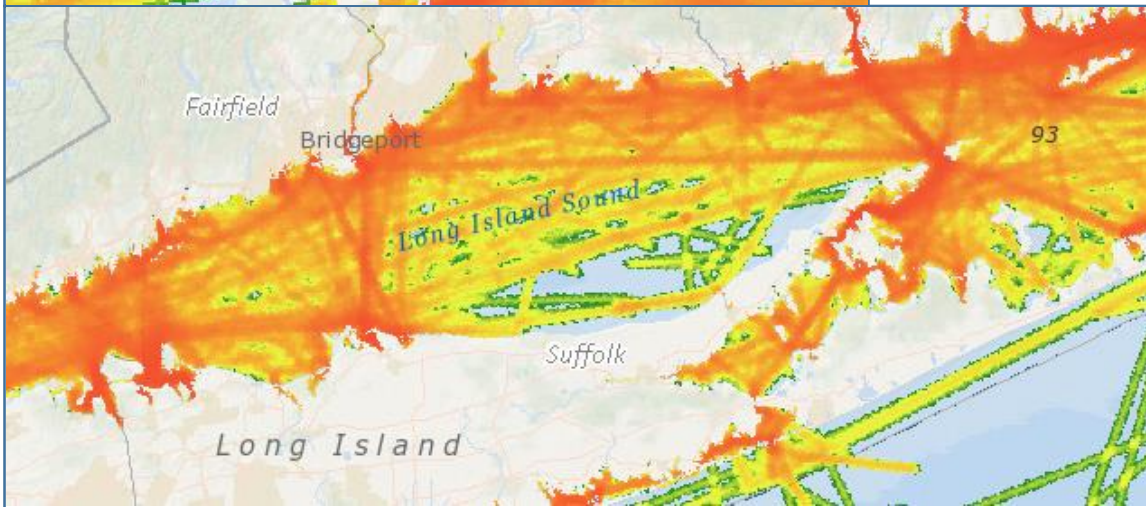 Fairfield
Bridgeport
93
Long Island Sound
Suffolk
Long Island